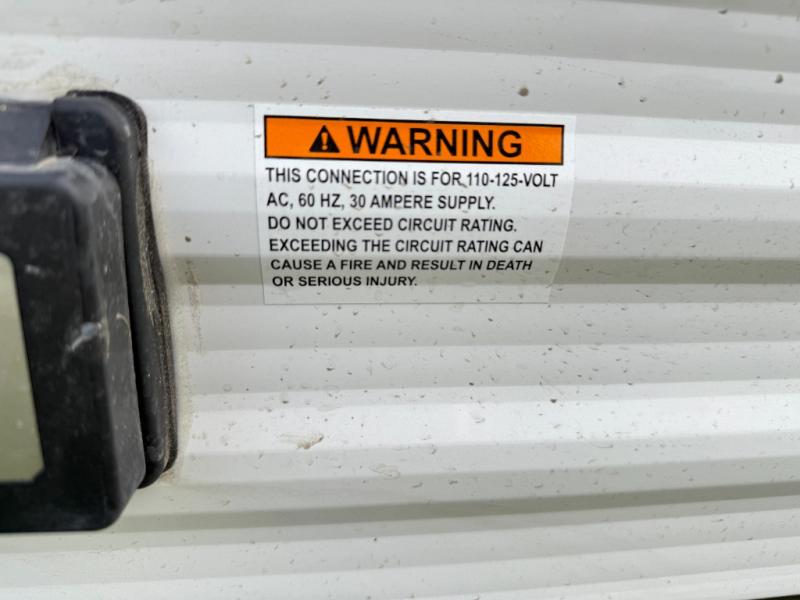 WARNING
THIS CONNECTION IS FOR 110-125-VOLT
AC, 60 HZ, 30 AMPERE SUPPLY.
DO NOT EXCEED CIRCUIT RATING.
EXCEEDING THE CIRCUIT RATING CAN
CAUSE A FIRE AND RESULT IN DEATH
OR SERIOUS INJURY.